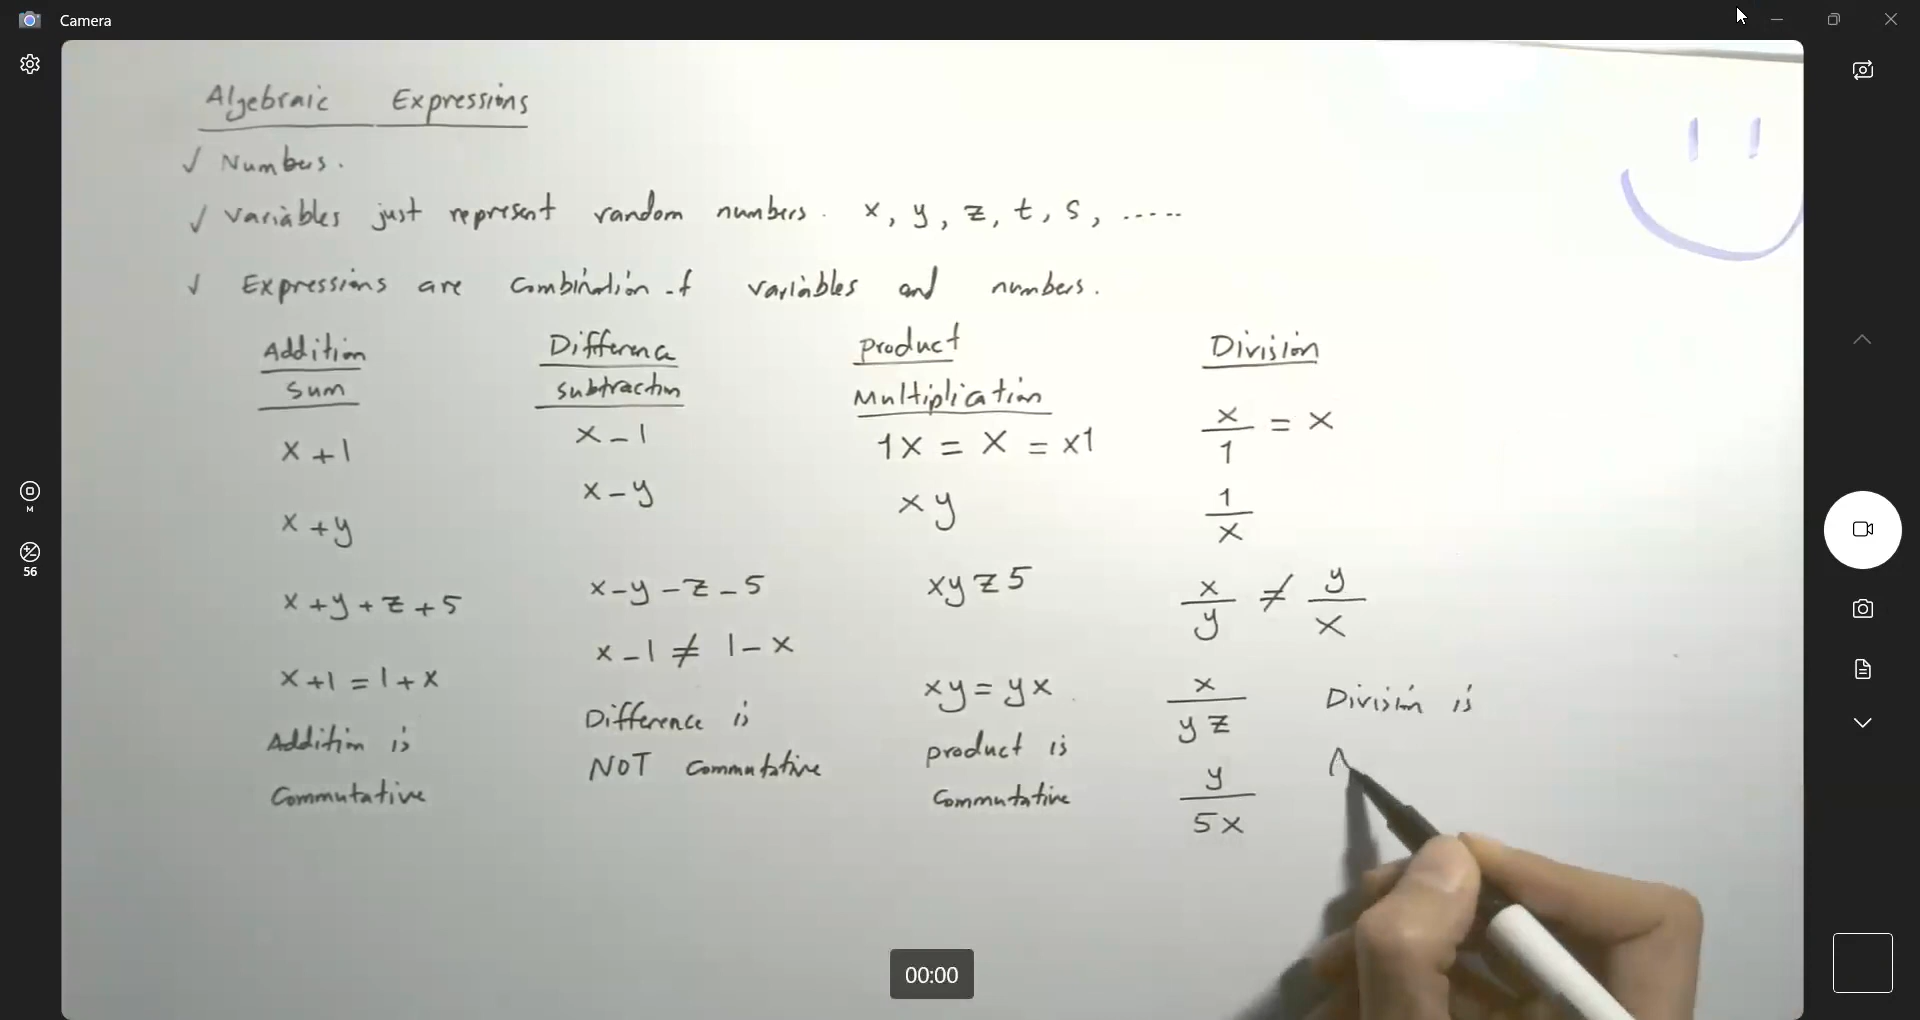 Camera
Algebraic Expressions
✓ Numbers.
✓ Variables just represent random numbers. x, y, z, t, s, .....
✓ Expressions are combination of variables and numbers.
Addition
Sum
x + 1
x + y
x + y + z + 5
x + 1 = 1 + x
Addition is
Commutative
Difference
Subtraction
x - 1
x - y
x - y - z - 5
x - 1 ≠ 1 - x
Difference is
NOT Commutative
Product
Multiplication
1x = x = x1
xy
xyz5
xy = yx
product is
Commutative
Division
x/1 = x
1/x
x/y ≠ y/x
x/yz
y/5x
Division is
M
56
00:00